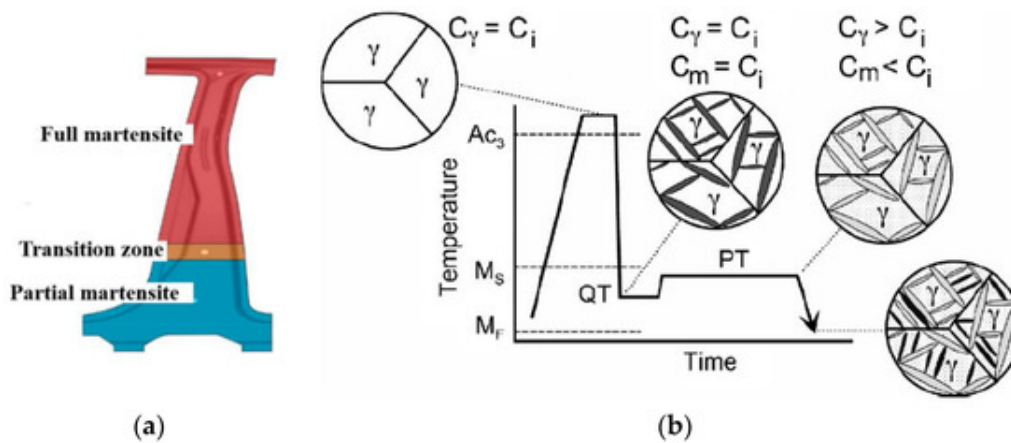 Full martensite
Transition zone
Partial martensite
(a)
Cγ = Ci
Cγ = Ci
Cm = Ci
Cγ > Ci
Cm < Ci
γ
γ
γ
γ
γ
γ
γ
γ
γ
Temperature
Ac3
MS
QT
PT
MF
γ
γ
γ
Time
(b)